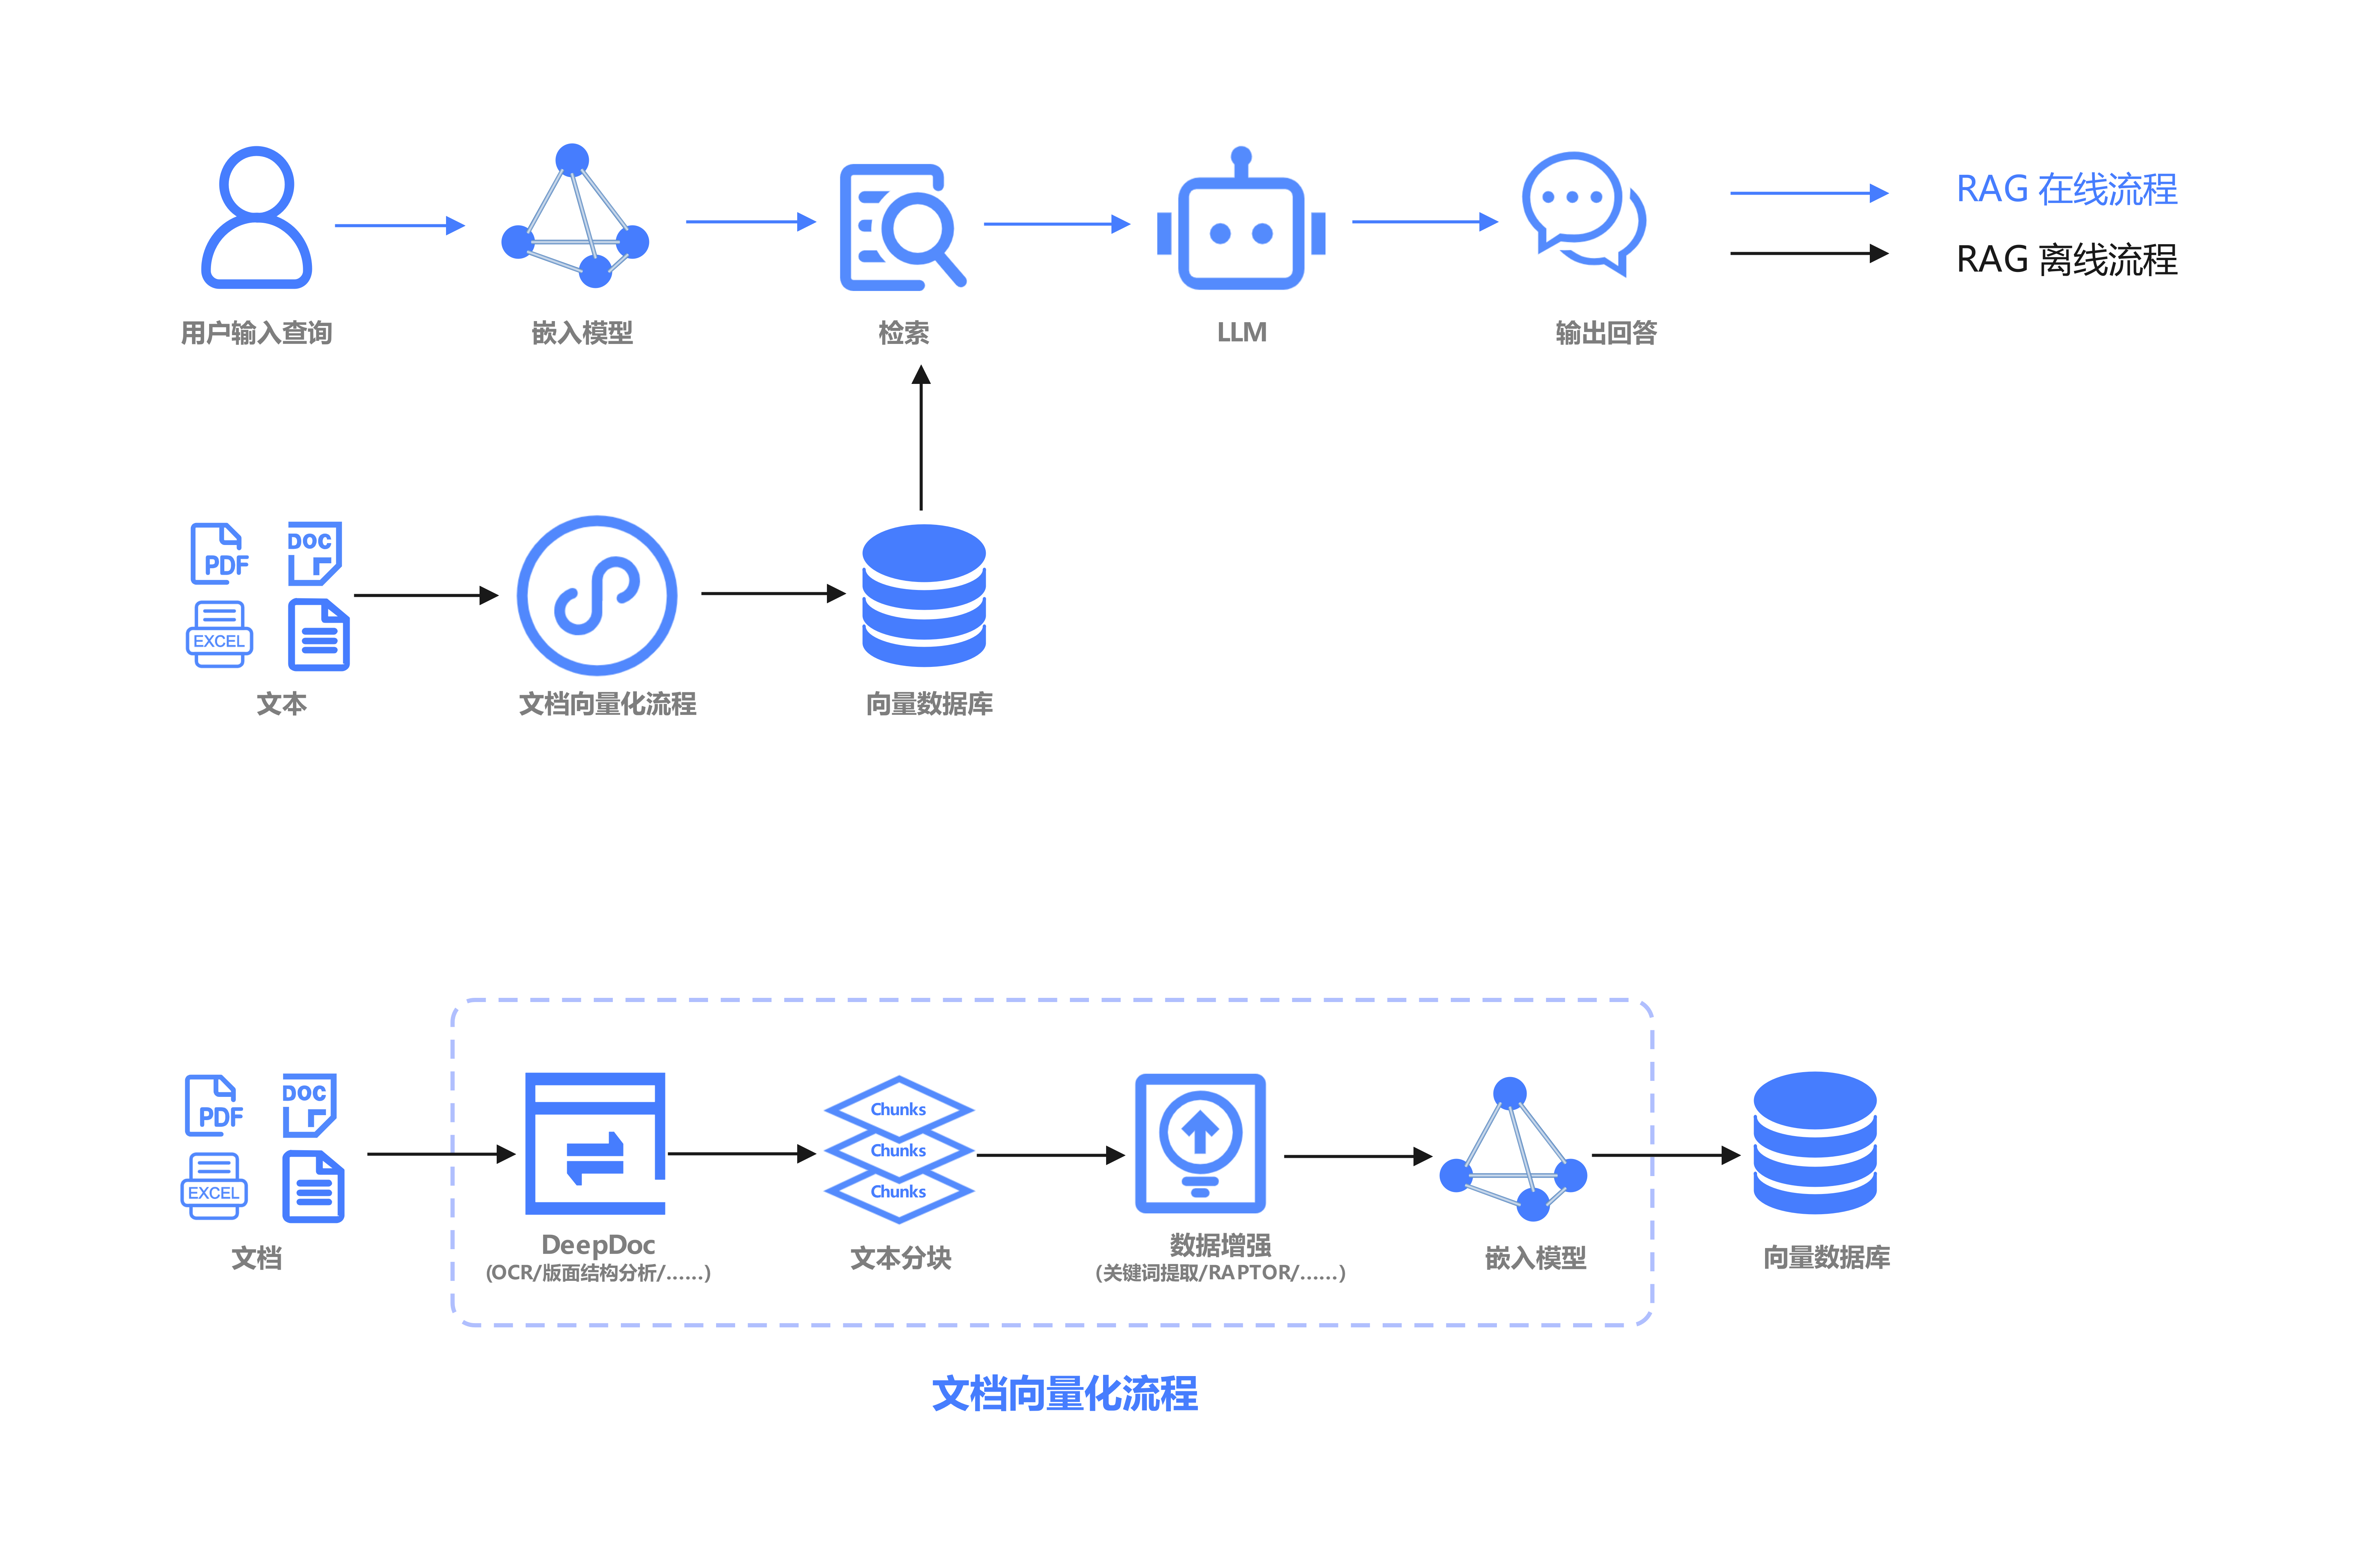 RAG 在线流程
RAG 离线流程
用户输入查询
嵌入模型
检索
LLM
输出回答
PDF
DOC
EXCEL
文本
文档向量化流程
向量数据库
PDF
DOC
EXCEL
Chunks
Chunks
Chunks
文档
DeepDoc
(OCR/版面结构分析/......)
文本分块
数据增强
(关键词提取/RAPTOR/......)
嵌入模型
向量数据库
文档向量化流程